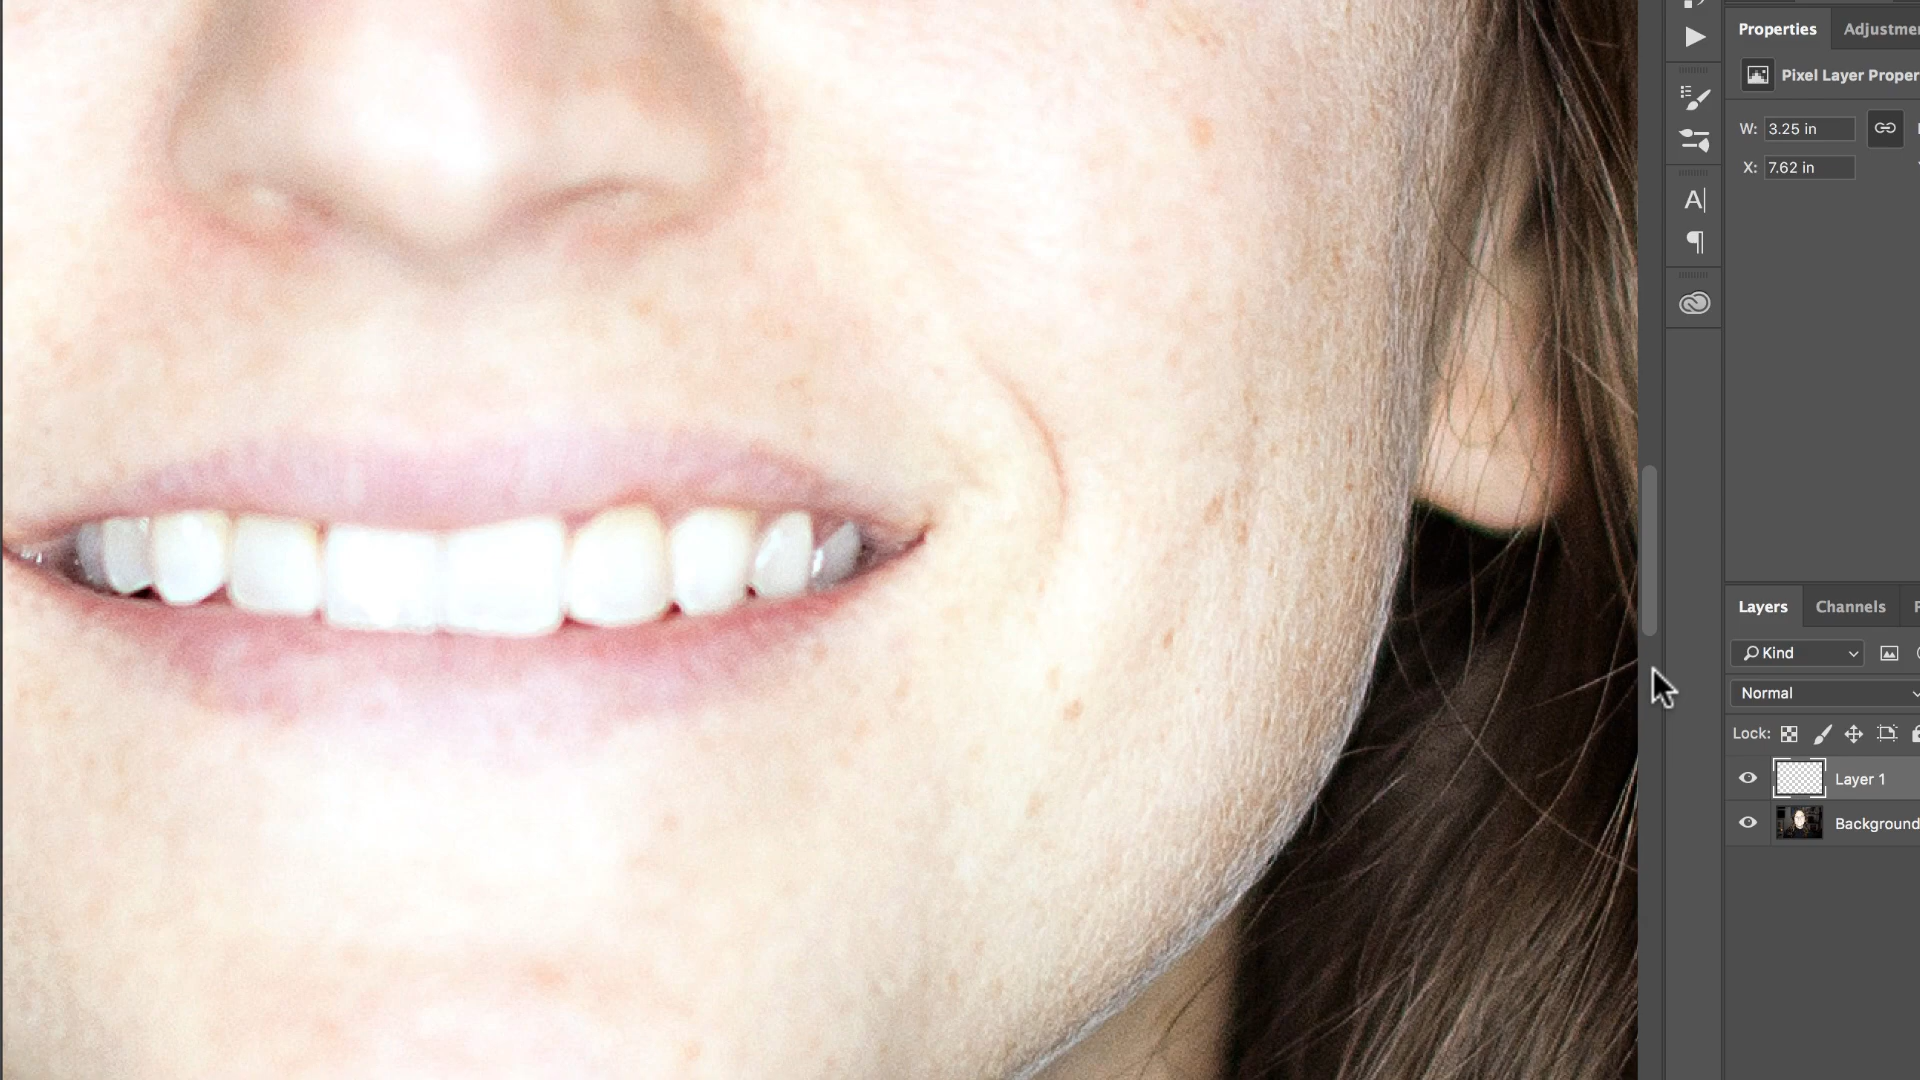 Properties Adjustme
Pixel Layer Proper
W: 3.25 in
X: 7.62 in
A
Layers Channels P
Kind
Normal
Lock:
Layer 1
Background